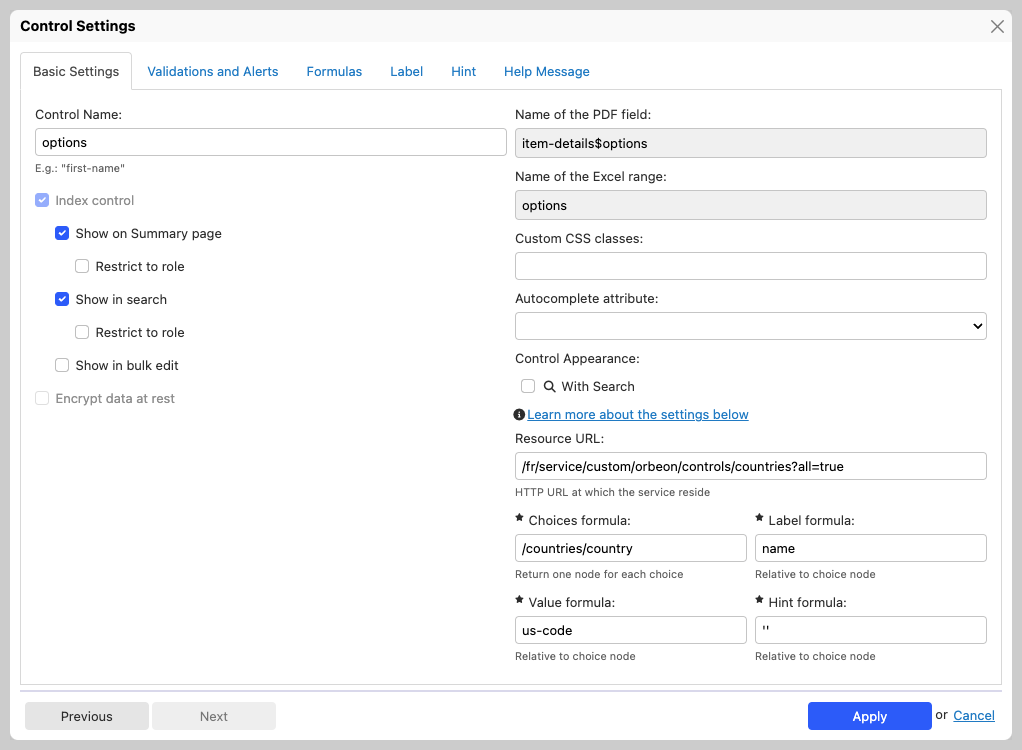 Control Settings
Basic Settings
Validations and Alerts
Formulas
Label
Hint
Help Message
Control Name:
options
E.g.: "first-name"
Index control
Show on Summary page
Restrict to role
Show in search
Restrict to role
Show in bulk edit
Encrypt data at rest
Name of the PDF field:
item-details$options
Name of the Excel range:
options
Custom CSS classes:
Autocomplete attribute:
Control Appearance:
With Search
Learn more about the settings below
Resource URL:
/fr/service/custom/orbeon/controls/countries?all=true
HTTP URL at which the service reside
Choices formula:
/countries/country
Return one node for each choice
Label formula:
name
Relative to choice node
Value formula:
us-code
Relative to choice node
Hint formula:
''
Relative to choice node
Previous
Next
Apply
or Cancel